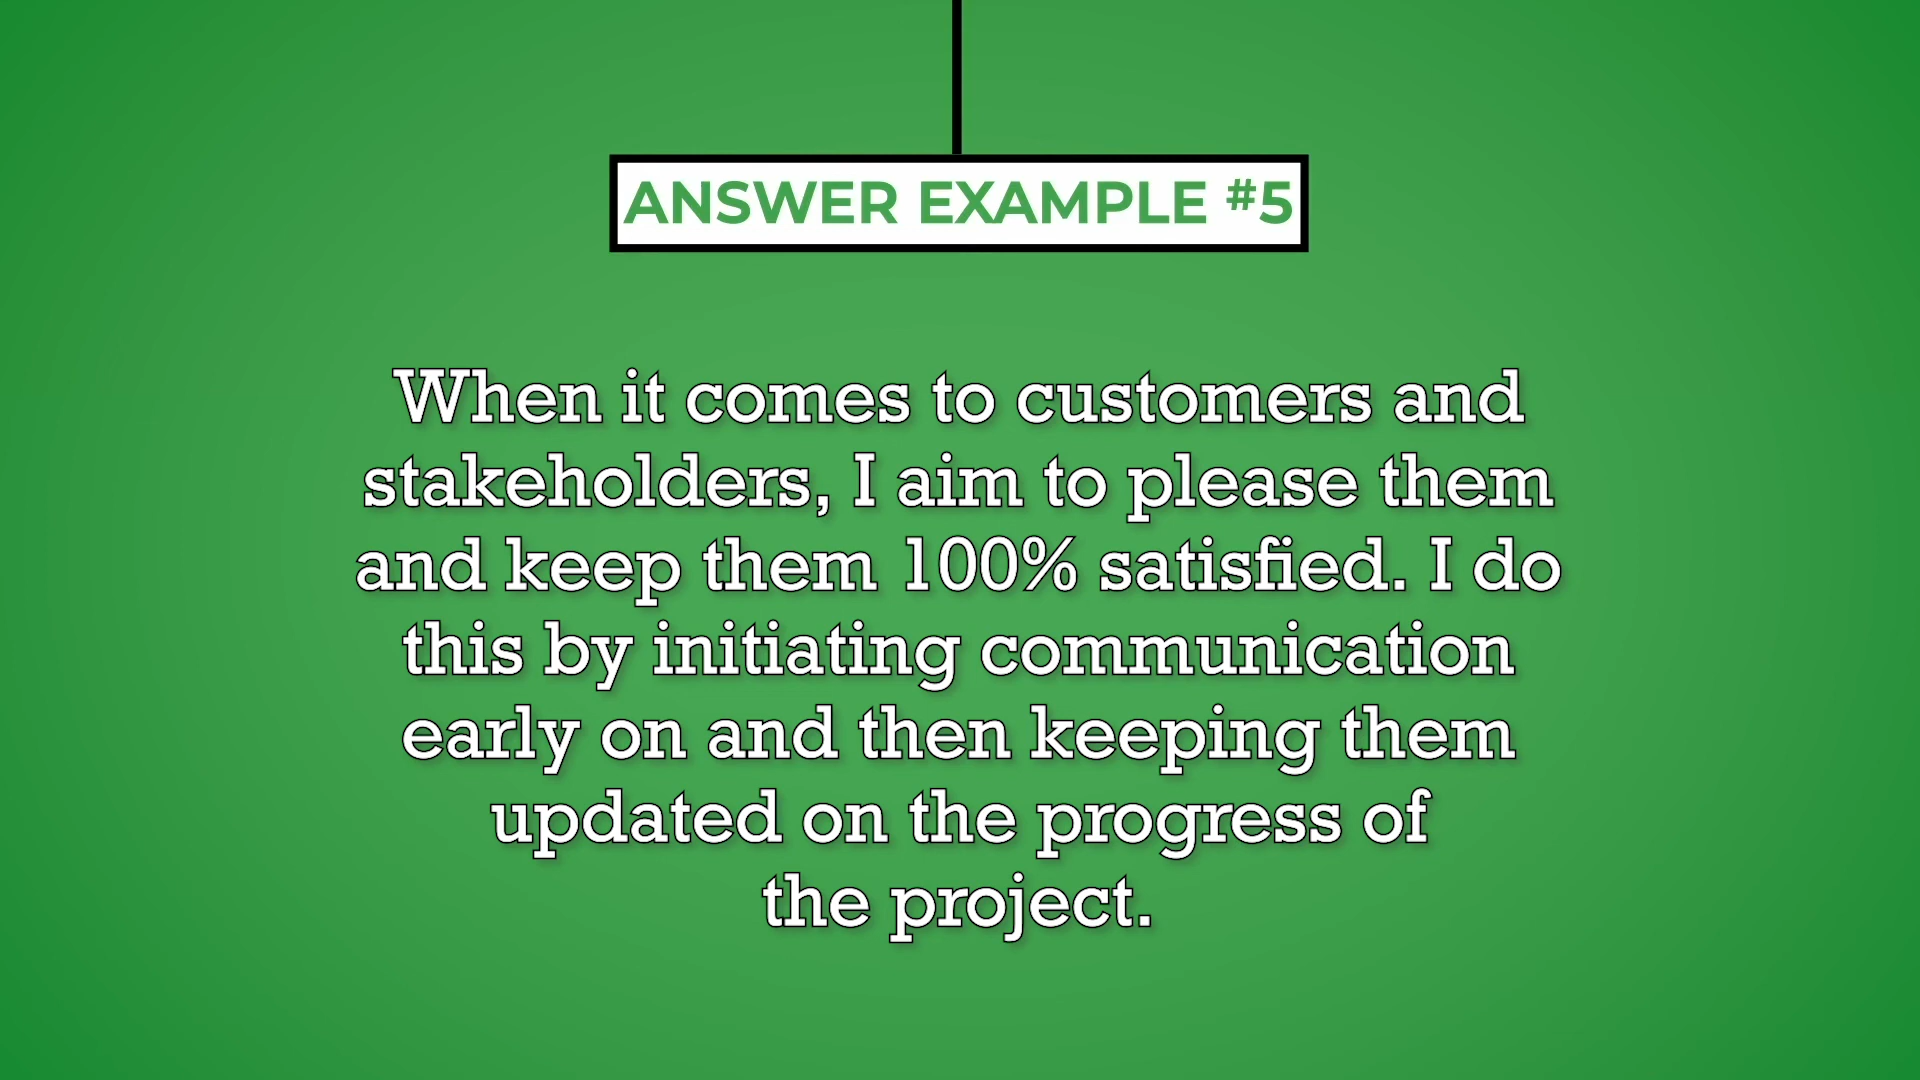 ANSWER EXAMPLE #5
When it comes to customers and
stakeholders, I aim to please them
and keep them 100% satisfied. I do
this by initiating communication
early on and then keeping them
updated on the progress of
the project.